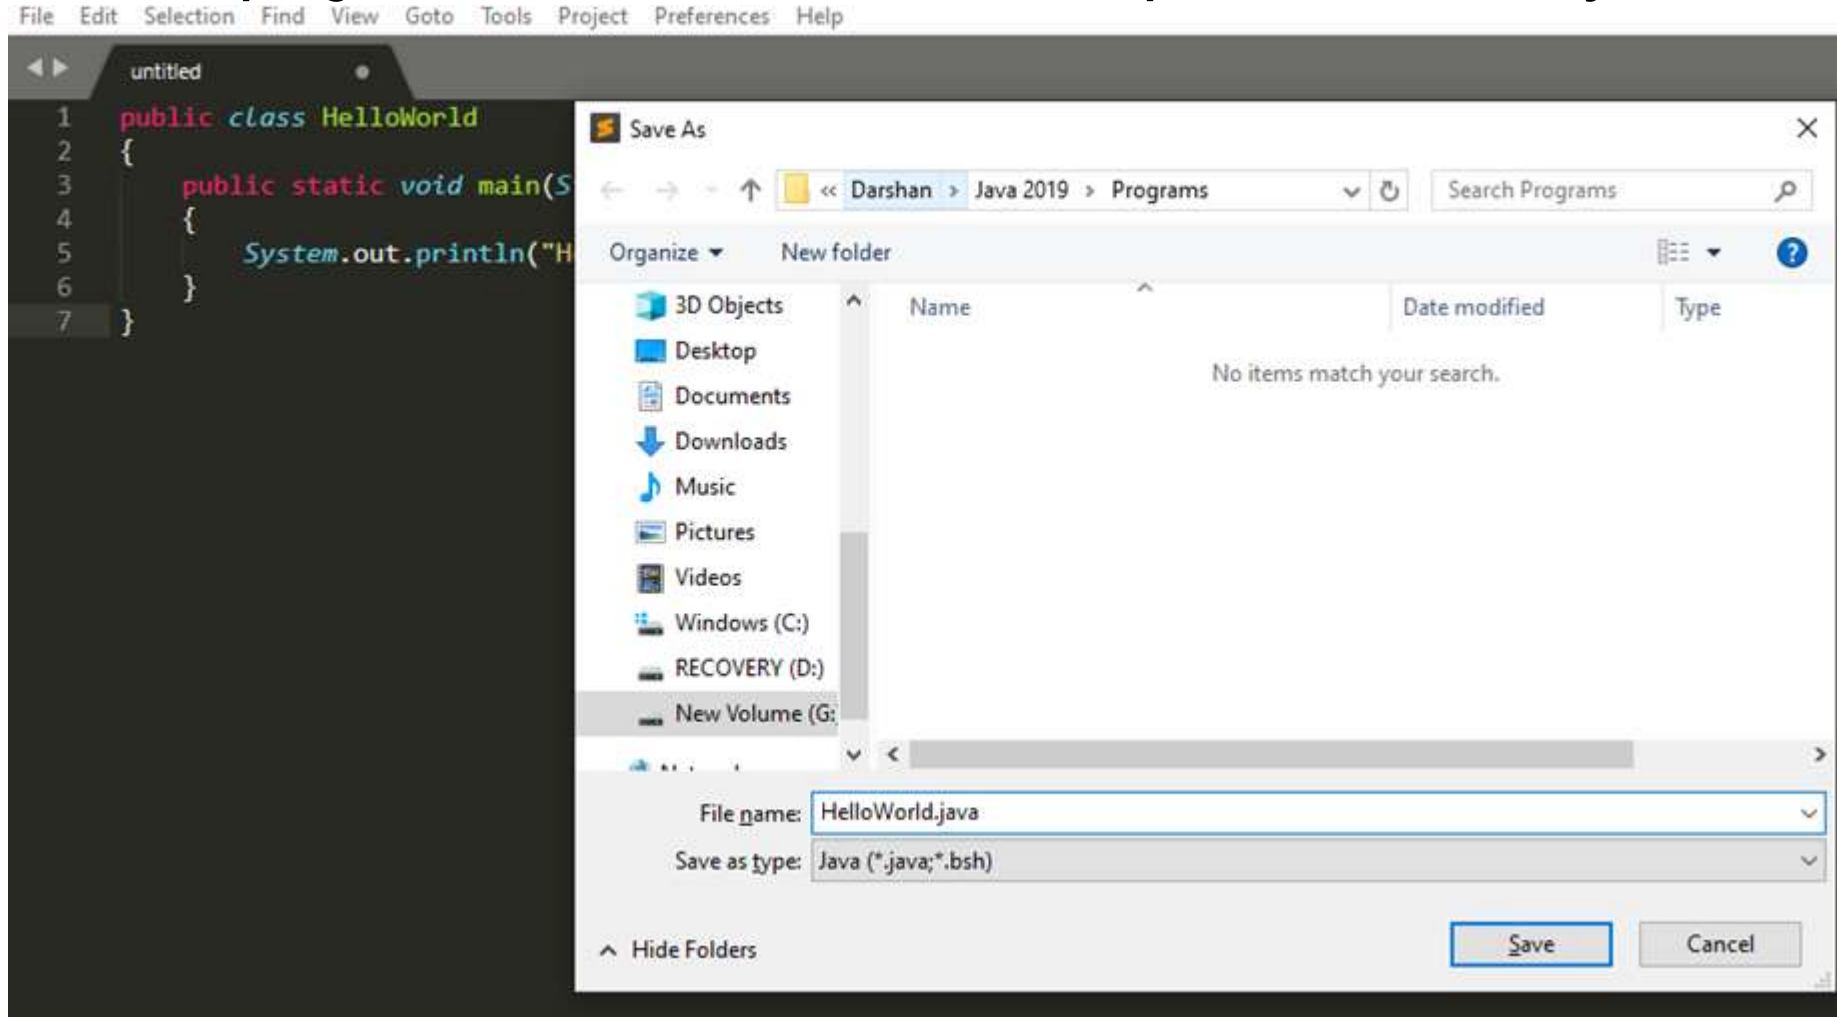 File Edit Selection Find View Goto Tools Project Preferences Help
untitled
1 public class HelloWorld
2 {
3 public static void main(S
4 {
5 System.out.println("H
6 }
7 }
Save As
« Darshan > Java 2019 > Programs
Search Programs
Organize
New folder
3D Objects
Desktop
Documents
Downloads
Music
Pictures
Videos
Windows (C:)
RECOVERY (D:)
New Volume (G:
Name Date modified Type
No items match your search.
File name: HelloWorld.java
Save as type: Java (*.java;*.bsh)
Hide Folders
Save Cancel